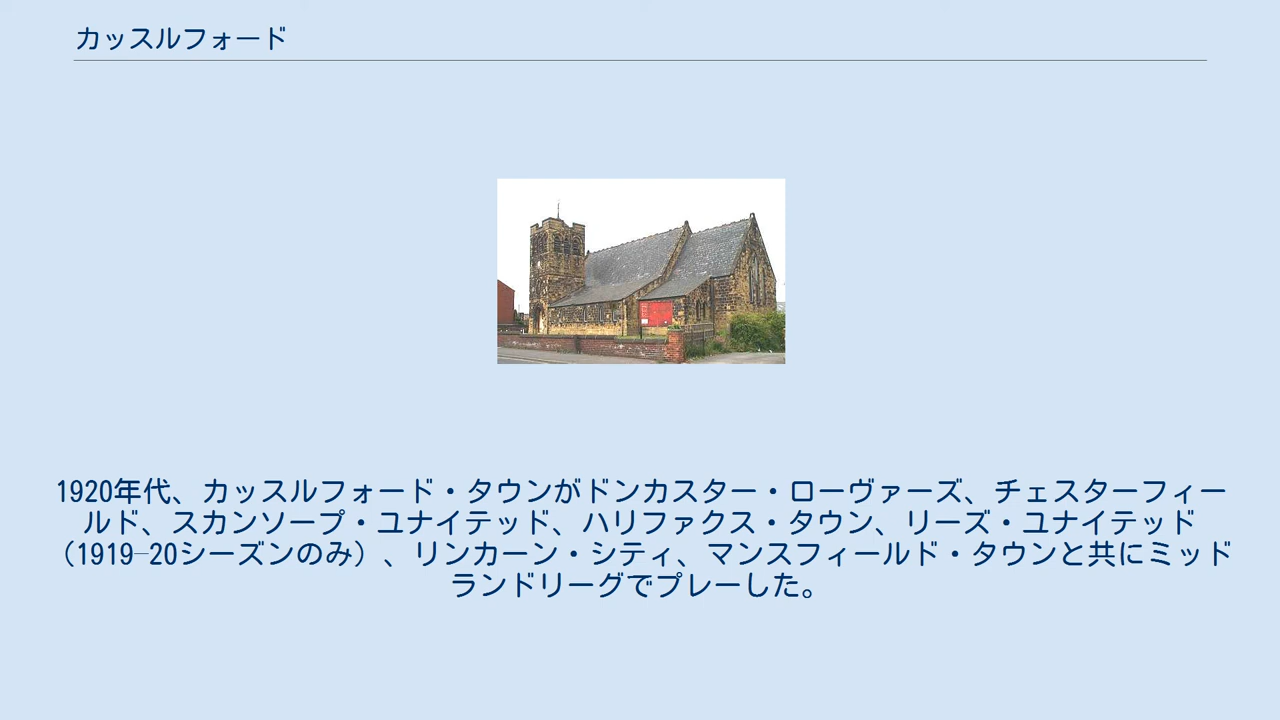 カッスルフォード
1920年代、カッスルフォード・タウンがドンカスター・ローヴァーズ、チェスターフィー
ルド、スカンソープ・ユナイテッド、ハリファクス・タウン、リーズ・ユナイテッド
（1919–20シーズンのみ）、リンカーン・シティ、マンスフィールド・タウンと共にミッド
ランドリーグでプレーした。